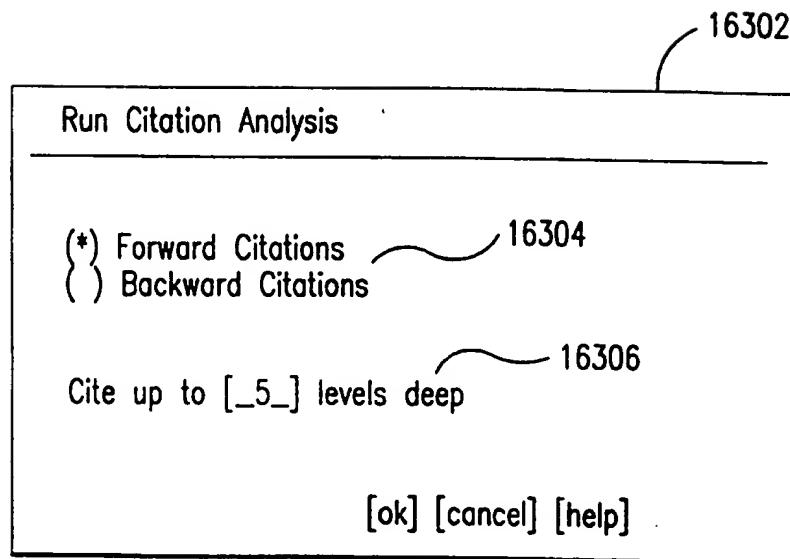 16302
Run Citation Analysis
(*) Forward Citations
16304
( ) Backward Citations
16306
Cite up to [_5_] levels deep
[ok] [cancel] [help]